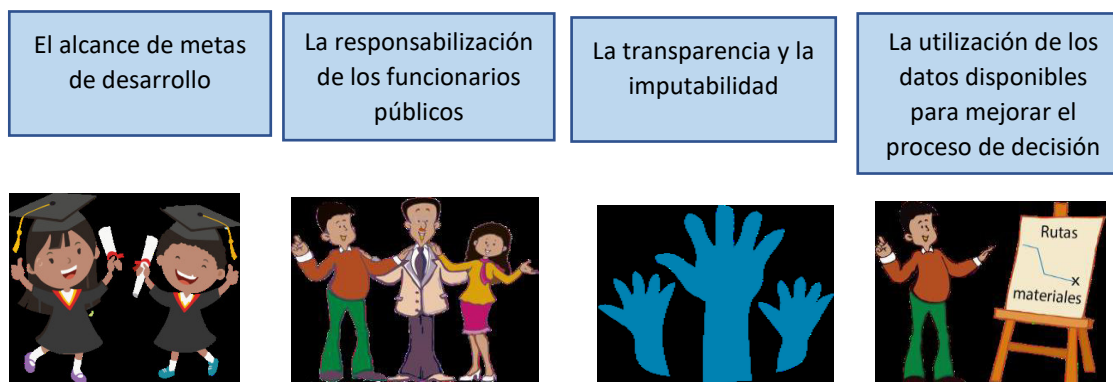 El alcance de metas
de desarrollo
La responsabilización
de los funcionarios
públicos
La transparencia y la
imputabilidad
La utilización de los
datos disponibles
para mejorar el
proceso de decisión
Rutas
x
materiales